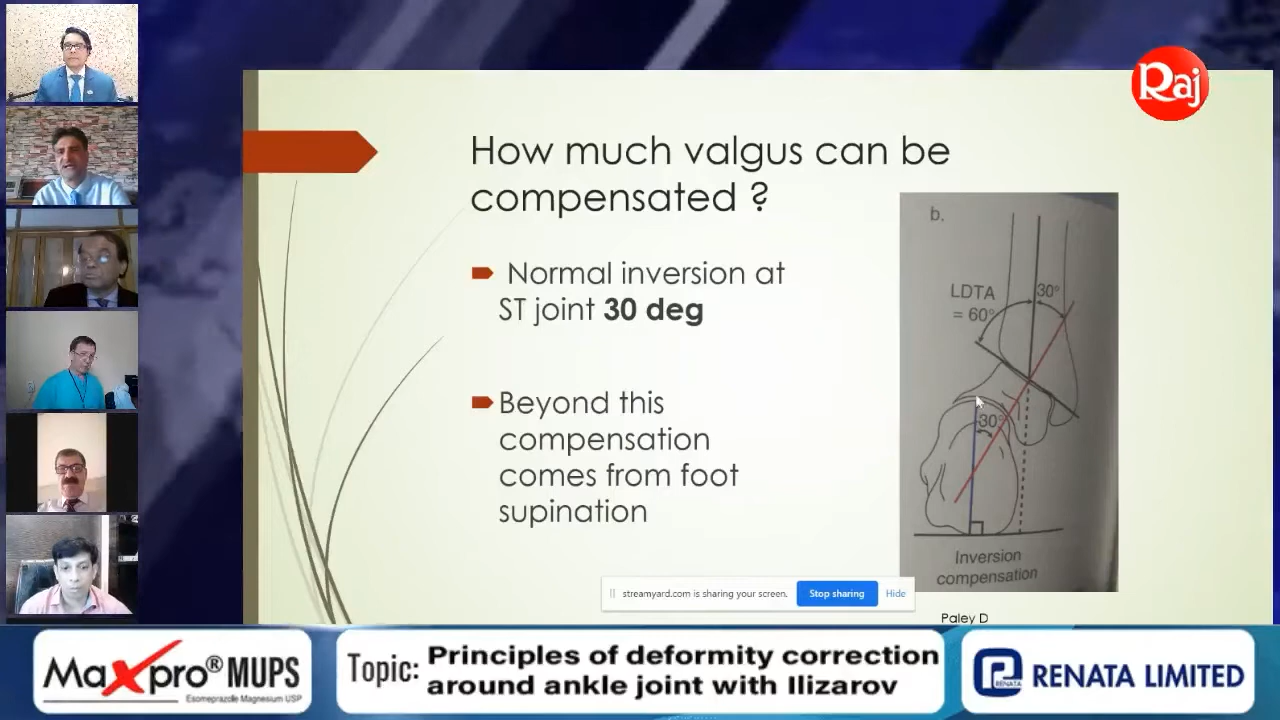 Raj
How much valgus can be
compensated ?
Normal inversion at
ST joint 30 deg
Beyond this
compensation
comes from foot
supination
b.
LDTA
= 60°
30°
30°
Inversion
compensation
streamyard.com is sharing your screen.
Stop sharing
Hide
Paley D
Maxpro® MUPS
Esomeprazole Magnesium USP
Topic:
Principles of deformity correction
around ankle joint with Ilizarov
RENATA
RENATA LIMITED